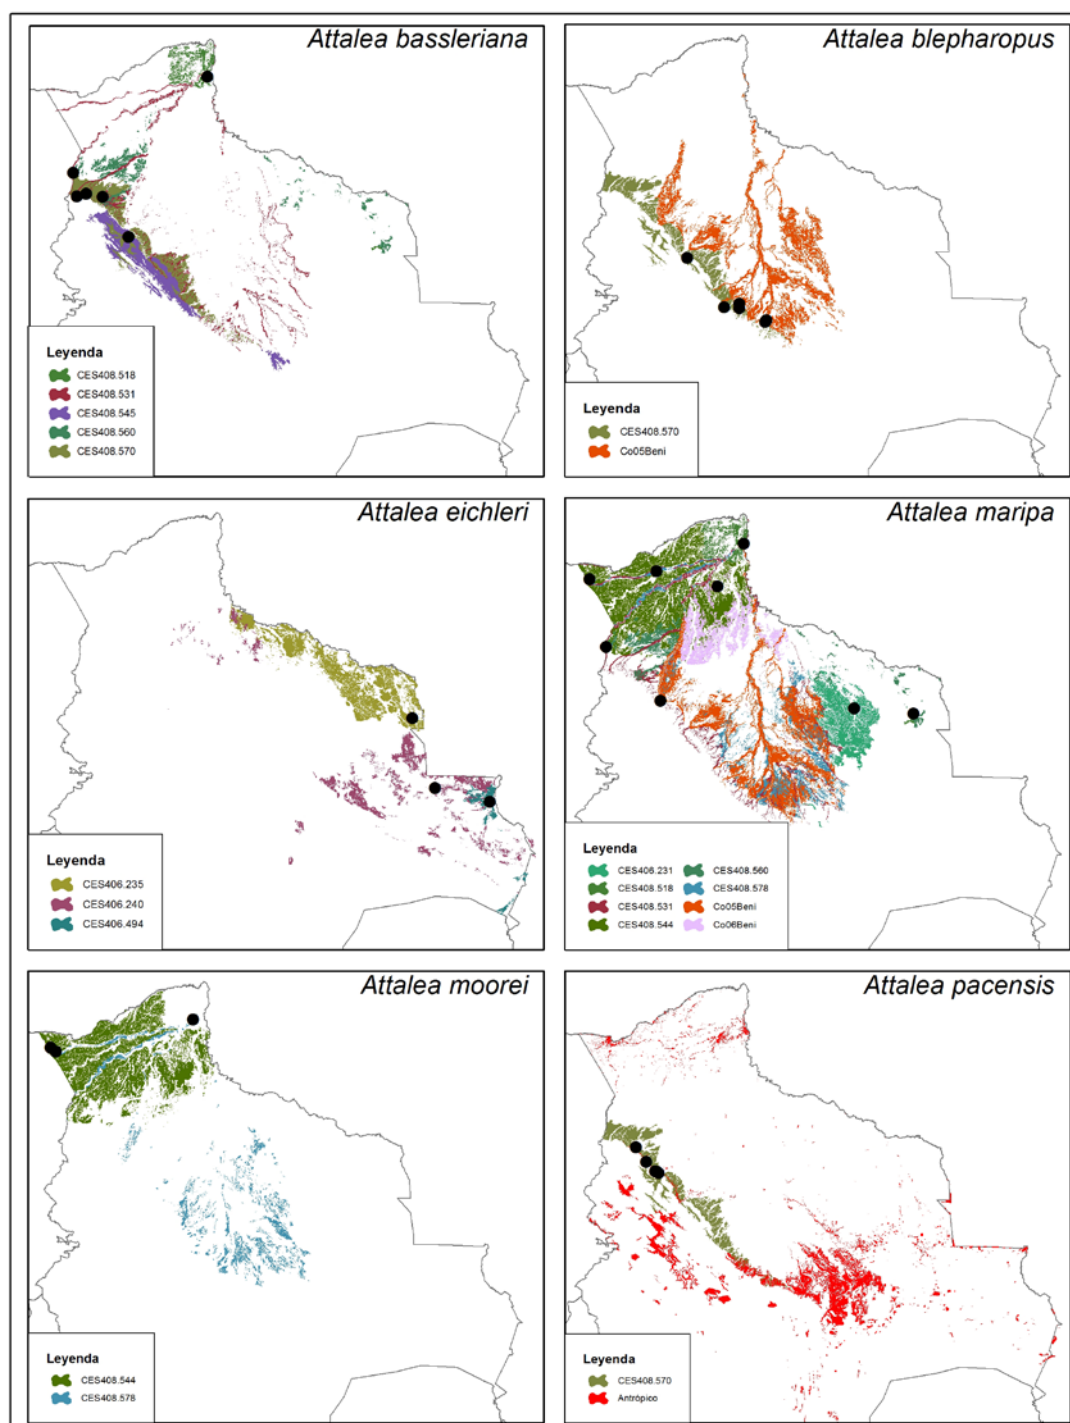 Attalea bassleriana
Leyenda
CES408.518
CES408.531
CES408.545
CES408.560
CES408.570
Attalea blepharopus
Leyenda
CES408.570
Co05Beni
Attalea eichleri
Leyenda
CES406.235
CES406.240
CES406.494
Attalea maripa
Leyenda
CES406.231
CES408.518
CES408.531
CES408.544
CES408.560
CES408.578
Co05Beni
Co06Beni
Attalea moorei
Leyenda
CES408.544
CES408.578
Attalea pacensis
Leyenda
CES408.570
Antrópico